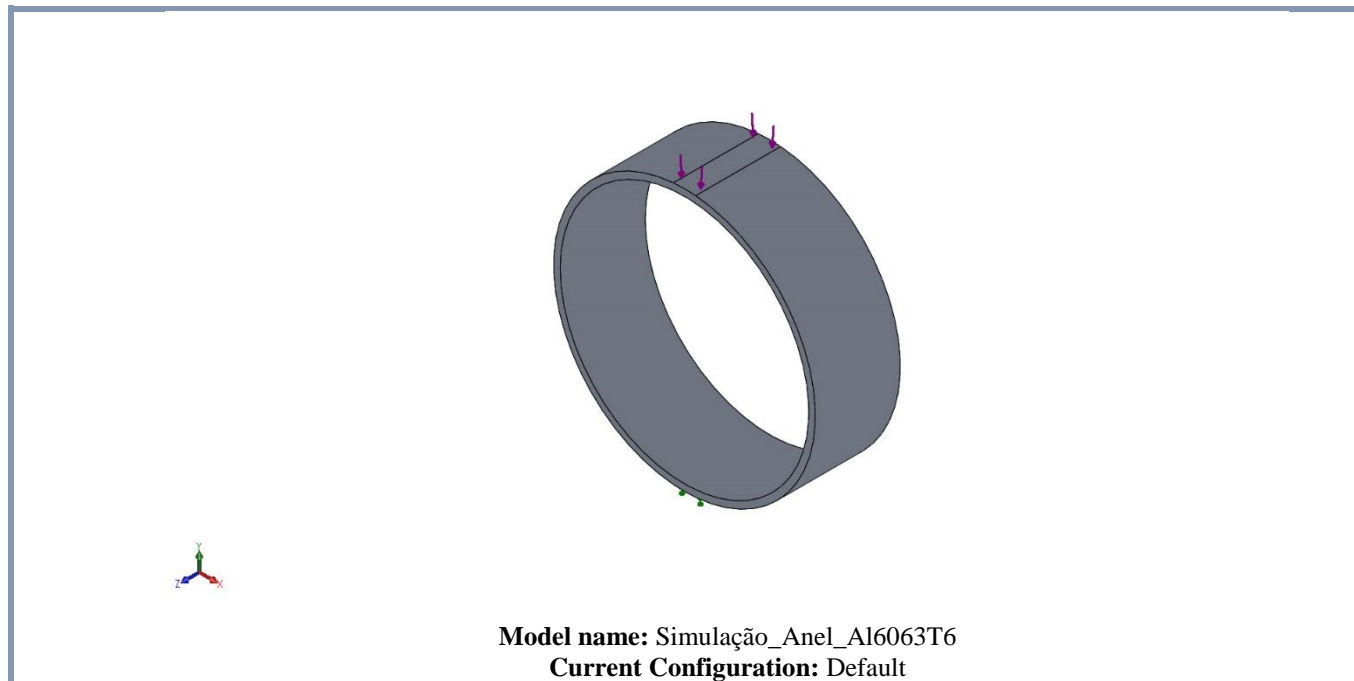 Y
Z
X
Model name: Simulação_Anel_Al6063T6
Current Configuration: Default